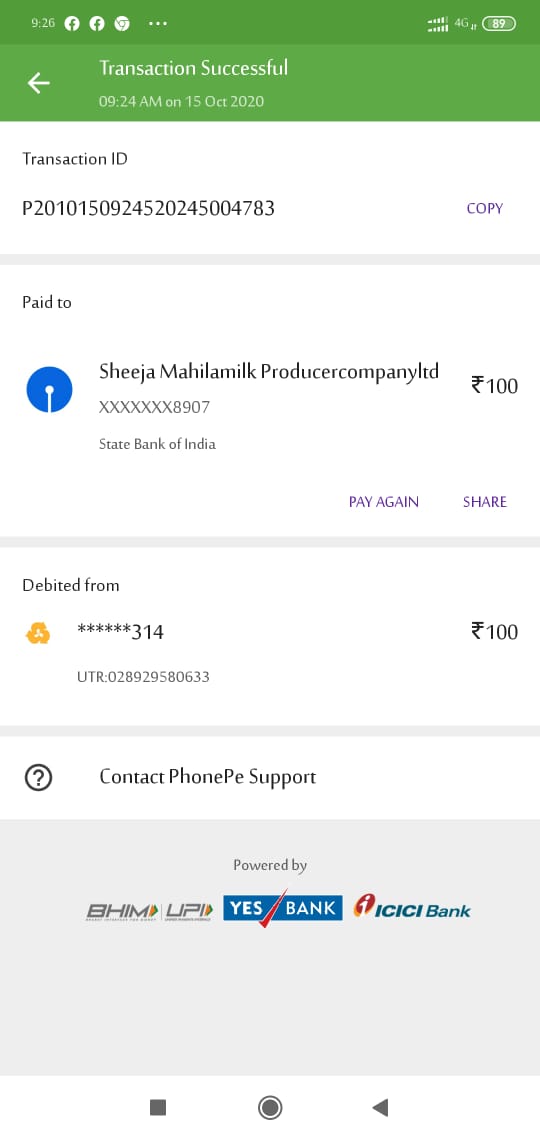 9:26 4G 89
Transaction Successful
09:24 AM on 15 Oct 2020
Transaction ID
P2010150924520245004783
COPY
Paid to
Sheeja Mahilamilk Producercompanyltd
₹100
XXXXXXX8907
State Bank of India
PAY AGAIN SHARE
Debited from
******314
₹100
UTR:028929580633
Contact PhonePe Support
Powered by
BHIM UPI YES BANK ICICI Bank